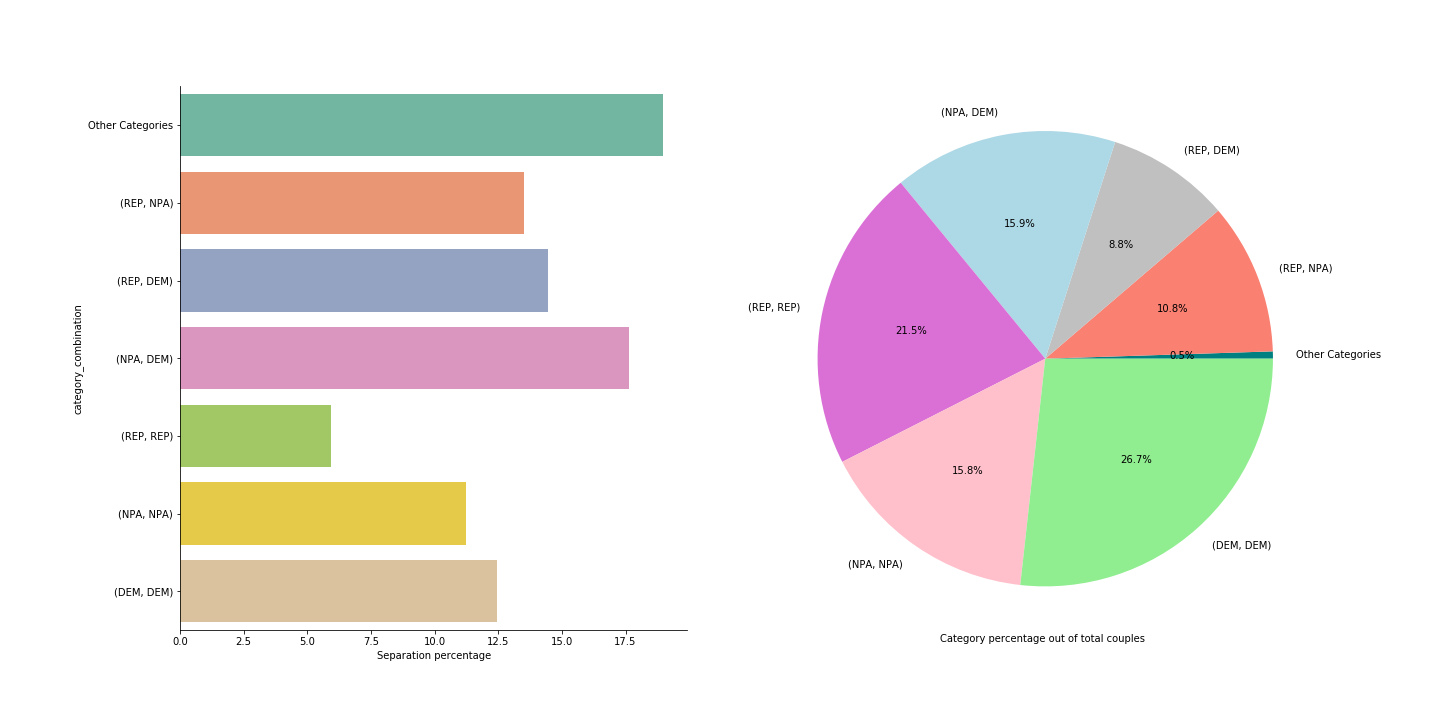 Other Categories
(REP, NPA)
(REP, DEM)
(NPA, DEM)
(REP, REP)
(NPA, NPA)
(DEM, DEM)
category_combination
0.0 2.5 5.0 7.5 10.0 12.5 15.0 17.5
Separation percentage
(NPA, DEM)
(REP, DEM)
15.9%
8.8%
(REP, NPA)
(REP, REP)
10.8%
21.5%
0.5%
Other Categories
26.7%
15.8%
(DEM, DEM)
(NPA, NPA)
Category percentage out of total couples